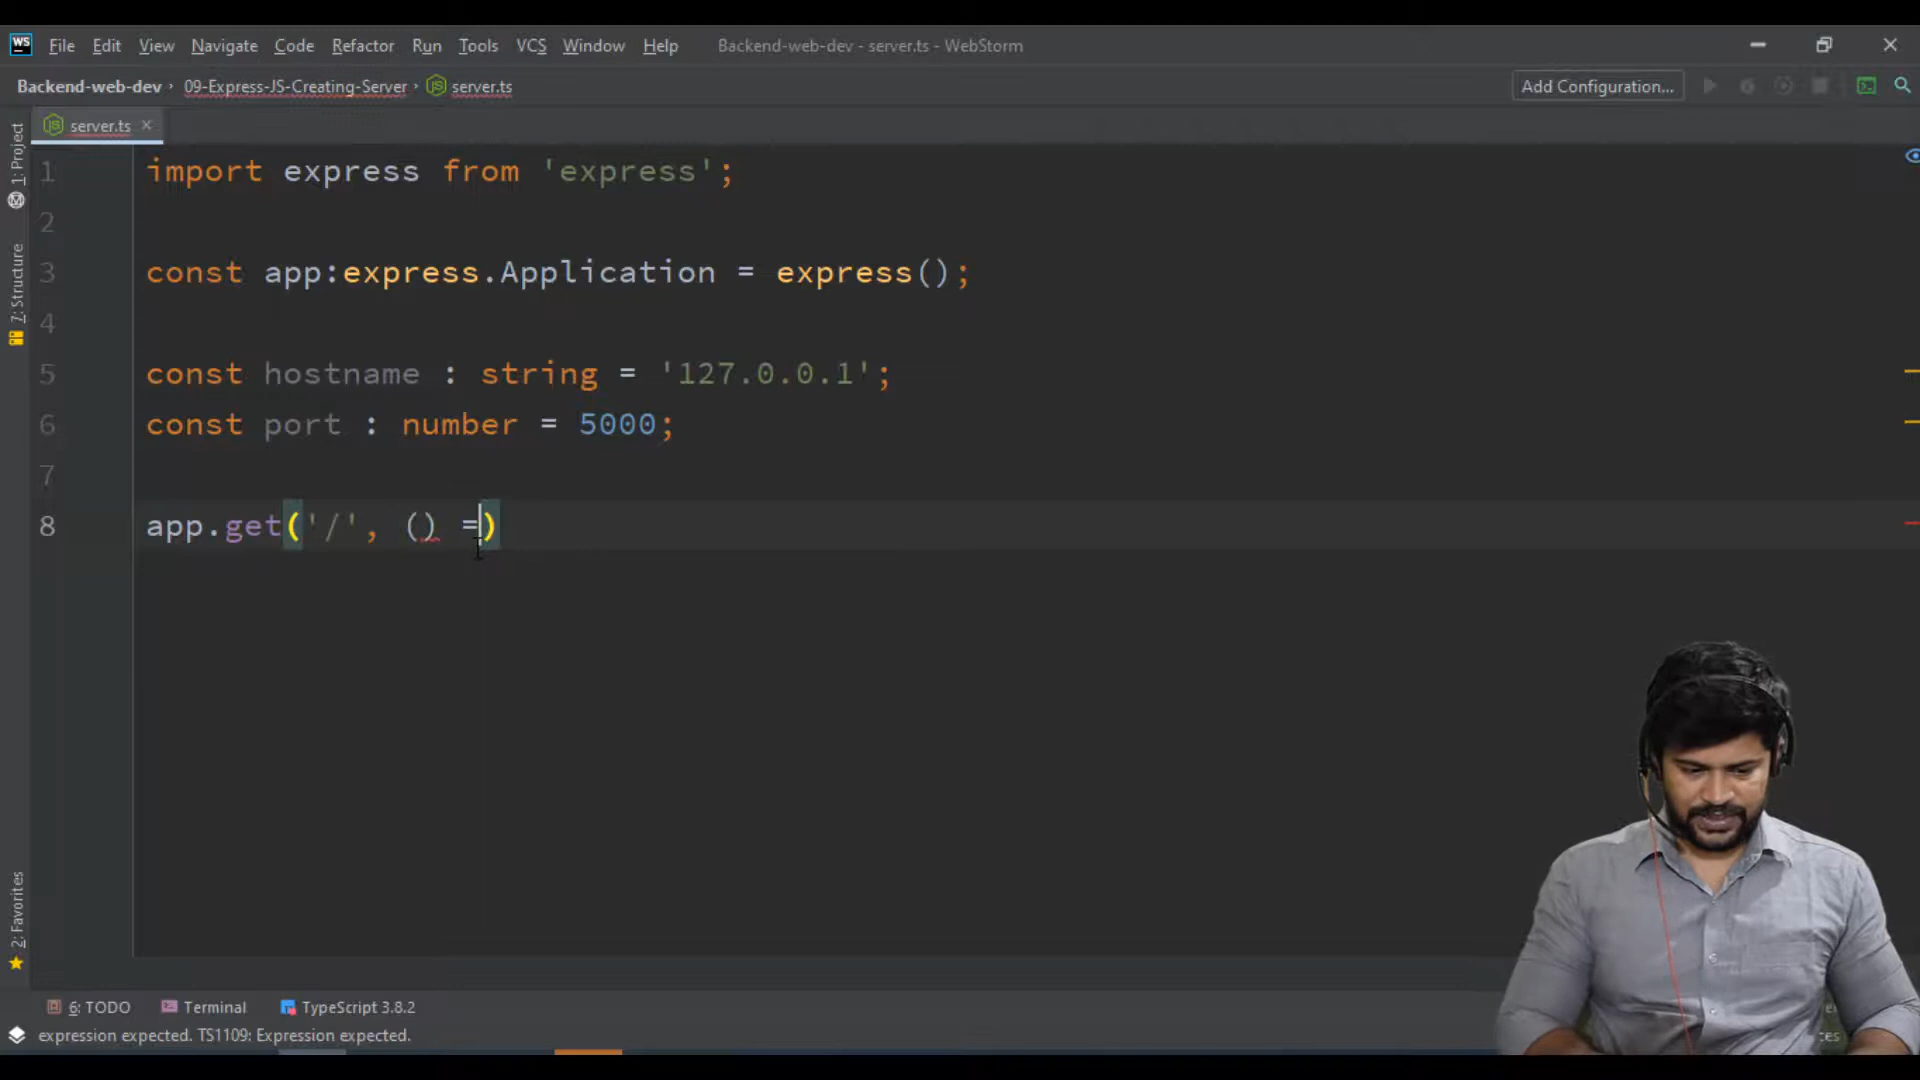 WS File Edit View Navigate Code Refactor Run Tools VCS Window Help Backend-web-dev - server.ts - WebStorm
Backend-web-dev › 09-Express-JS-Creating-Server › JS server.ts Add Configuration...
JS server.ts ×
1: Project
7: Structure
2: Favorites
1 import express from 'express';
2
3 const app:express.Application = express();
4
5 const hostname : string = '127.0.0.1';
6 const port : number = 5000;
7
8 app.get('/', () =)
6: TODO Terminal TypeScript 3.8.2
expression expected. TS1109: Expression expected.